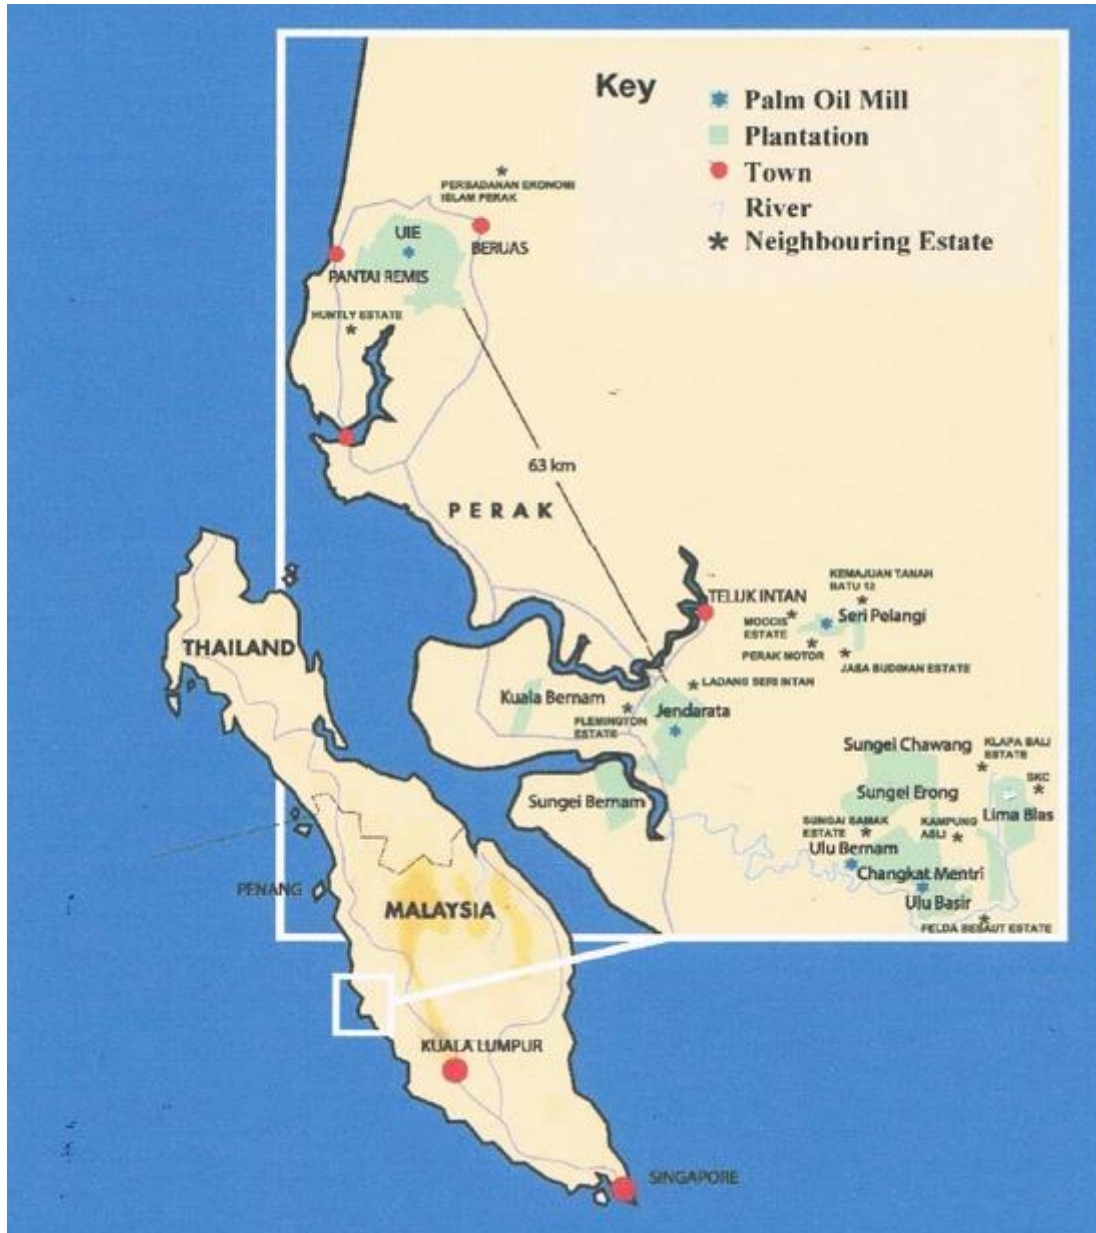 Key
Palm Oil Mill
Plantation
Town
River
Neighbouring Estate
PERBADANAN EKONOMI
ISLAM PERAK
UIE
BERUAS
PANTAI REMIS
HUNTLY ESTATE
63 km
PERAK
KEMAJUAN TANAH
BATU 12
TELUK INTAN
Seri Pelangi
MOCCIS
ESTATE
PERAK MOTOR
JASA BUDIMAN ESTATE
LADANG SERI INTAN
Kuala Bernam
Jendarata
FLEMINGTON
ESTATE
Sungei Chawang
KLAPA BALI
ESTATE
SKC
Sungei Erong
Sungei Bernam
Lima Blas
SUNGAI SAMAK
ESTATE
KAMPUNG
ASLI
Ulu Bernam
Changkat Mentri
Ulu Basir
FELDA BESAUT ESTATE
THAILAND
PENANG
MALAYSIA
KUALA LUMPUR
SINGAPORE